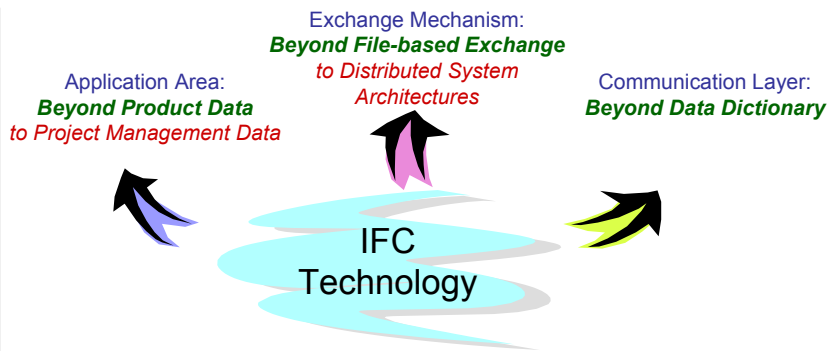 Exchange Mechanism:
Beyond File-based Exchange
to Distributed System
Architectures
Application Area:
Beyond Product Data
to Project Management Data
Communication Layer:
Beyond Data Dictionary
IFC
Technology